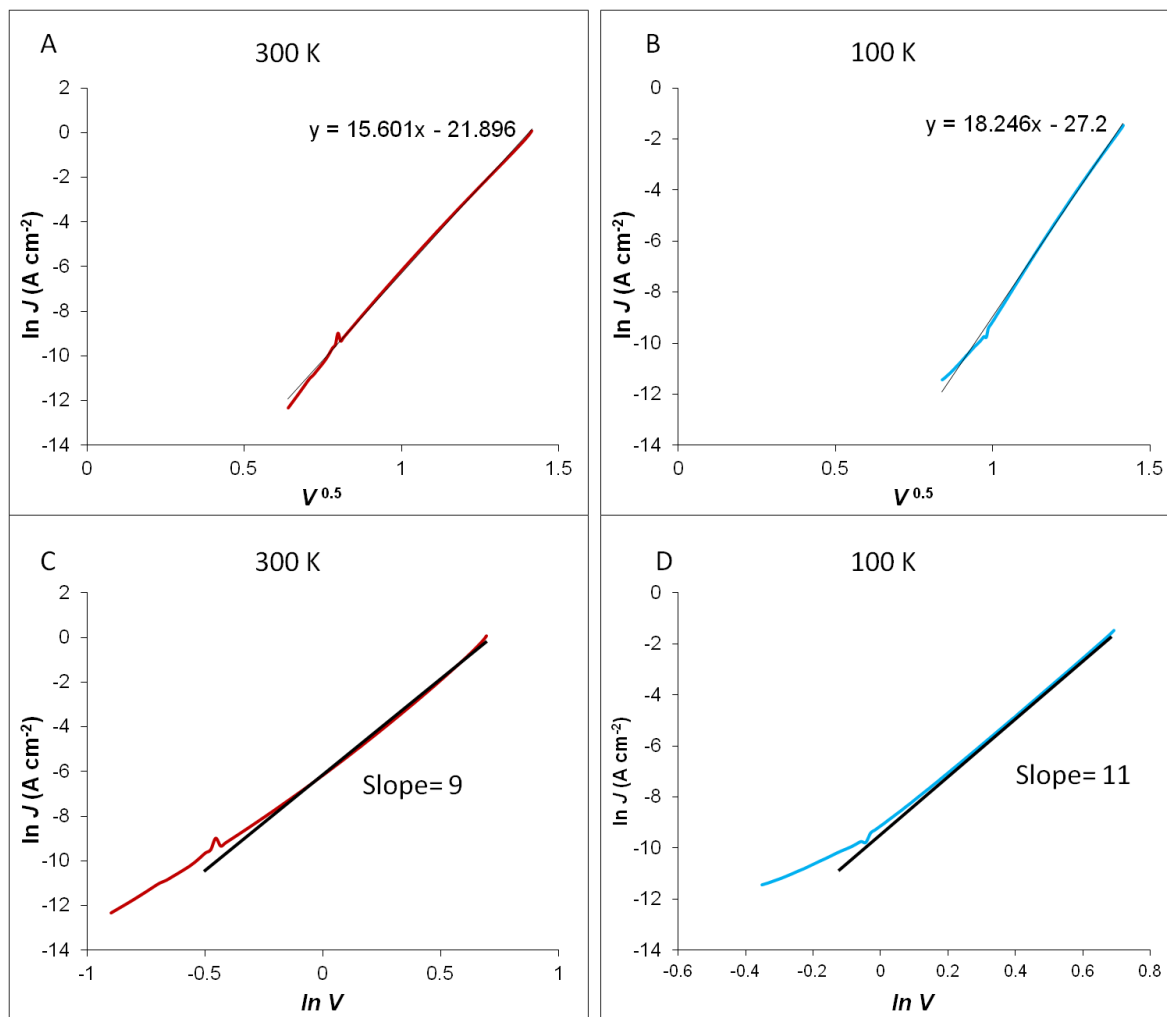 A
300 K
2
0
-2
-4
-6
-8
-10
-12
-14
y = 15.601x - 21.896
ln J (A cm-2)
0
0.5
1
1.5
V 0.5
B
100 K
0
-2
-4
-6
-8
-10
-12
-14
y = 18.246x - 27.2
ln J (A cm-2)
0
0.5
1
1.5
V 0.5
C
300 K
2
0
-2
-4
-6
-8
-10
-12
-14
Slope= 9
ln J (A cm-2)
-1
-0.5
0
0.5
1
ln V
D
100 K
0
-2
-4
-6
-8
-10
-12
-14
Slope= 11
ln J (A cm-2)
-0.6
-0.4
-0.2
0
0.2
0.4
0.6
0.8
ln V